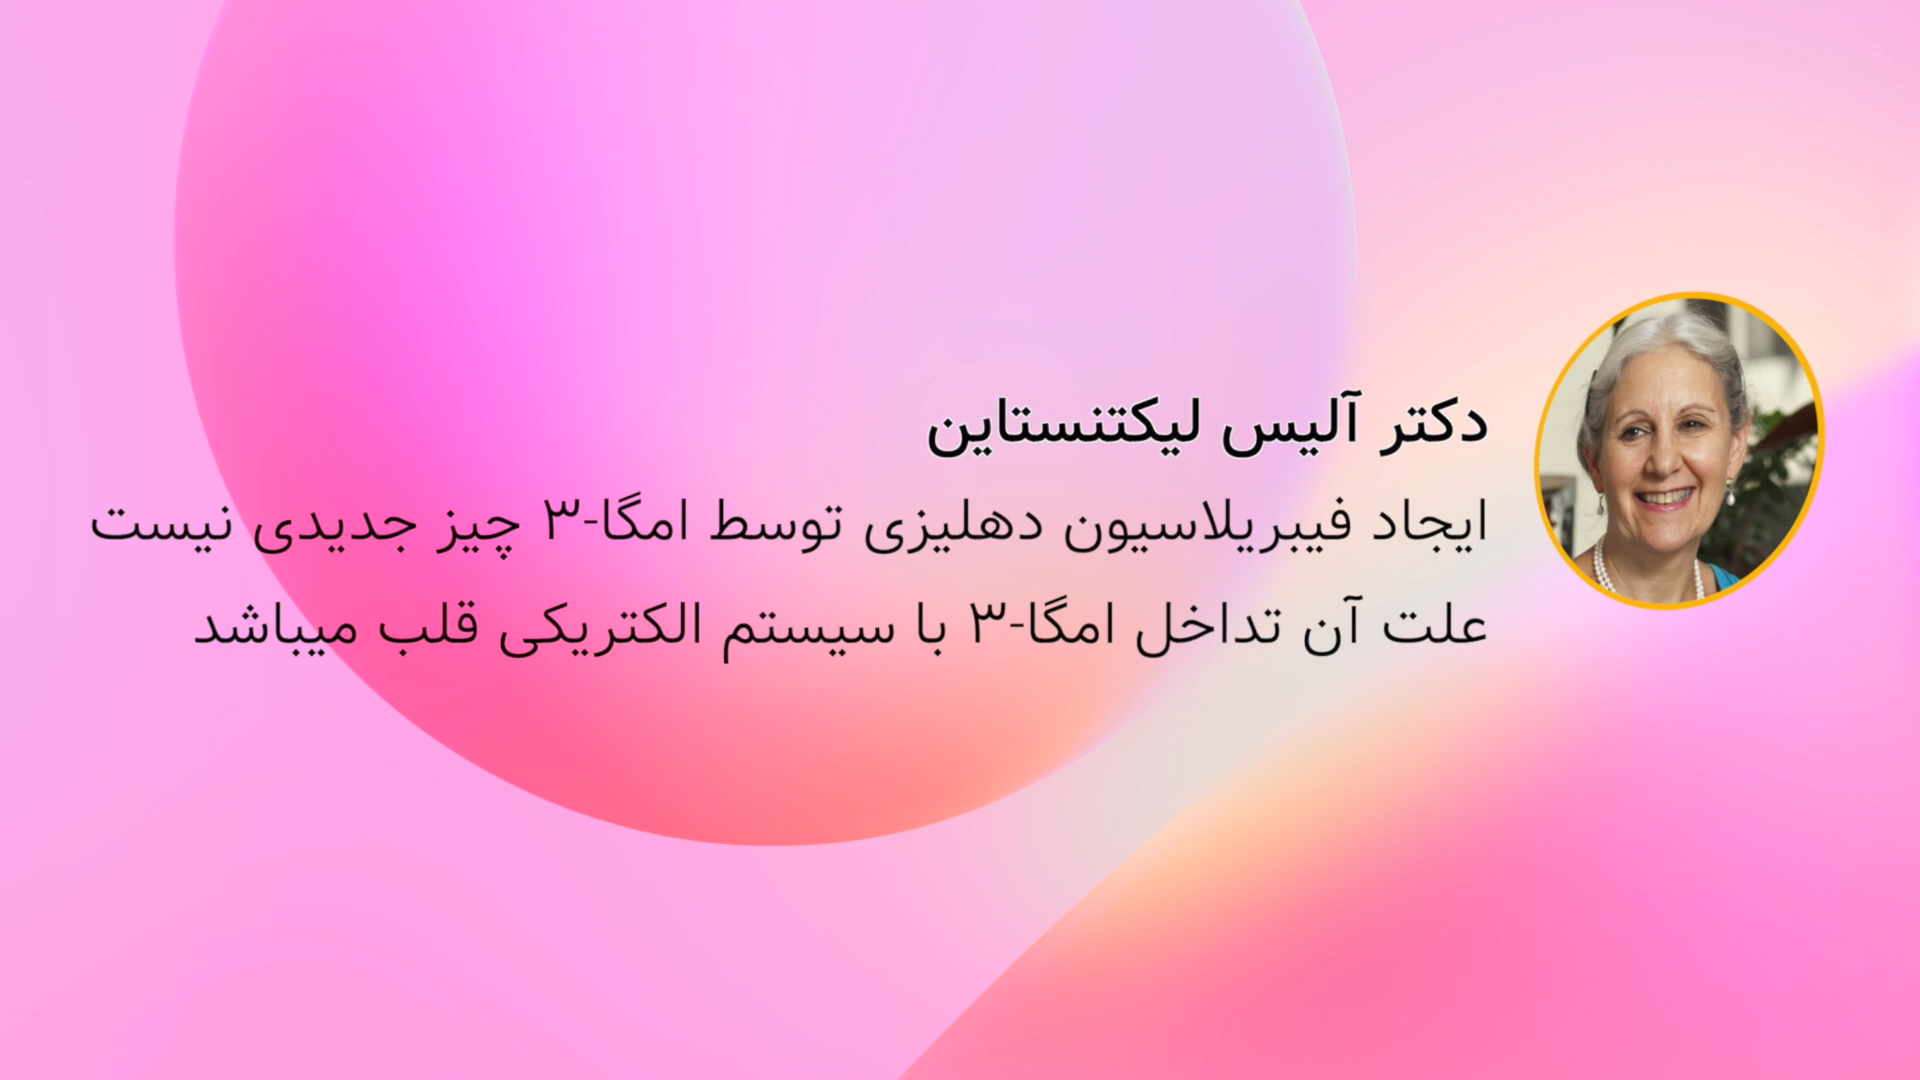 دکتر آلیس لیکتنستاین
ایجاد فیبریلاسیون دهلیزی توسط امگا-۳ چیز جدیدی نیست
علت آن تداخل امگا-۳ با سیستم الکتریکی قلب میباشد